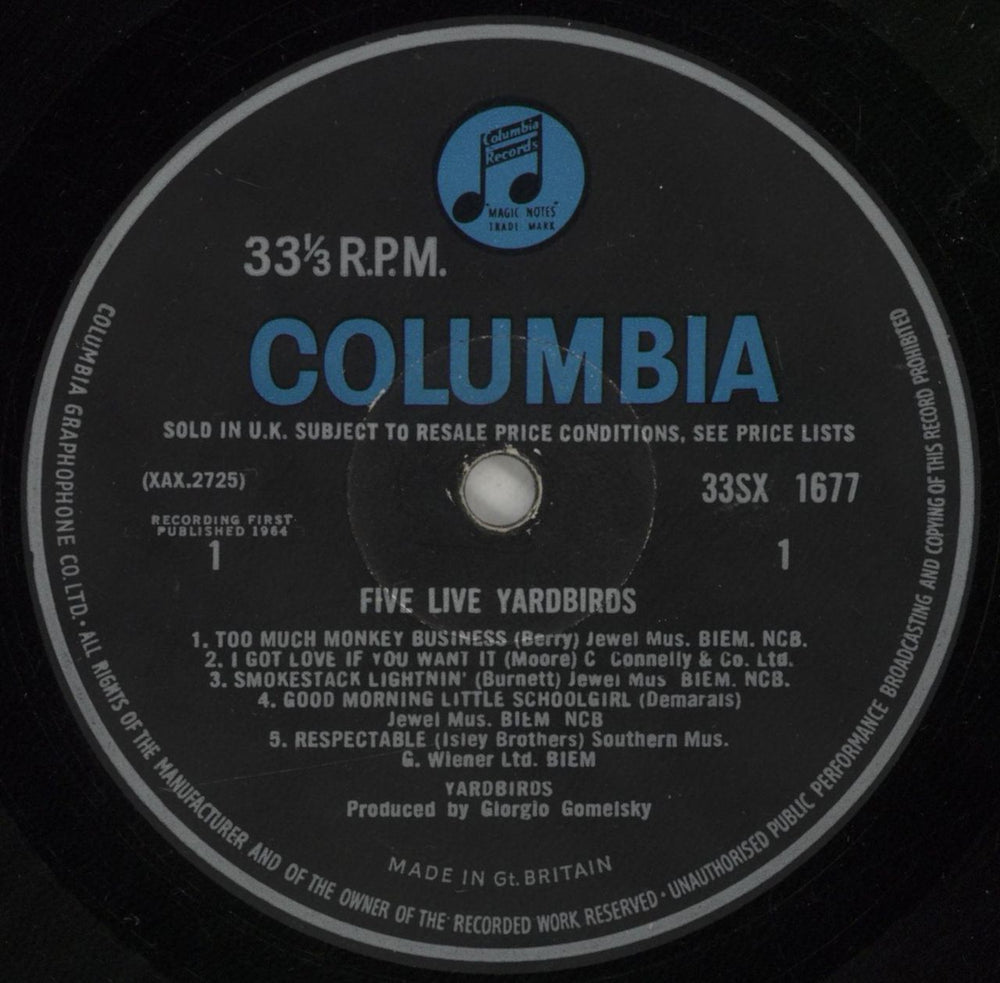 Columbia
Records
"MAGIC NOTES"
TRADE MARK
33⅓ R.P.M.
COLUMBIA
SOLD IN U.K. SUBJECT TO RESALE PRICE CONDITIONS, SEE PRICE LISTS
(XAX.2725)
33SX 1677
RECORDING FIRST
PUBLISHED 1964
1
1
FIVE LIVE YARDBIRDS
1. TOO MUCH MONKEY BUSINESS (Berry) Jewel Mus. BIEM. NCB.
2. I GOT LOVE IF YOU WANT IT (Moore) C Connelly & Co. Ltd.
3. SMOKESTACK LIGHTNIN' (Burnett) Jewel Mus BIEM. NCB.
4. GOOD MORNING LITTLE SCHOOLGIRL (Demarais)
Jewel Mus. BIEM NCB
5. RESPECTABLE (Isley Brothers) Southern Mus.
G. Wiener Ltd. BIEM
YARDBIRDS
Produced by Giorgio Gomelsky
MADE IN Gt. BRITAIN
COLUMBIA GRAPHOPHONE CO. LTD. · ALL RIGHTS OF THE MANUFACTURER AND OF THE OWNER OF THE RECORDED WORK RESERVED · UNAUTHORISED PUBLIC PERFORMANCE BROADCASTING AND COPYING OF THIS RECORD PROHIBITED